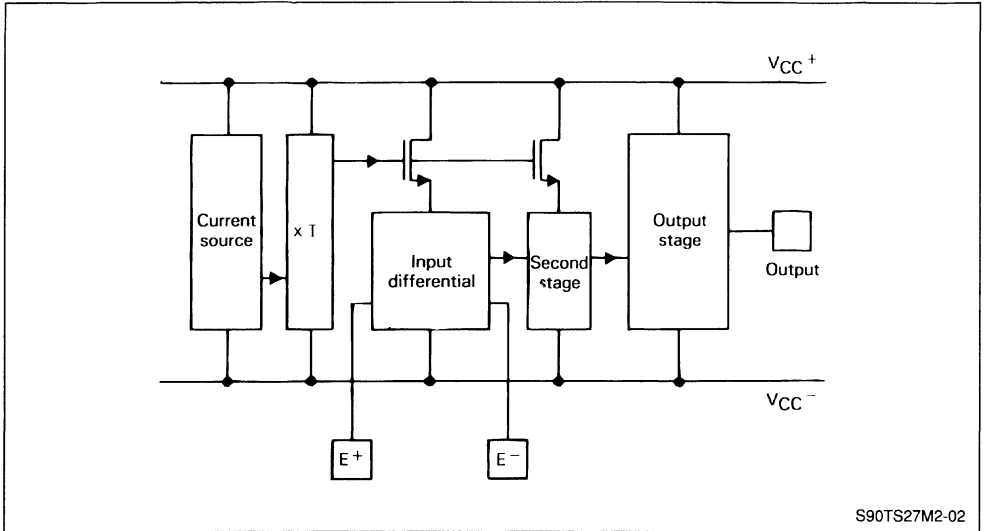 VCC+
Current
source
x I
Input
differential
Second
stage
Output
stage
Output
VCC−
E+
E−
S90TS27M2-02